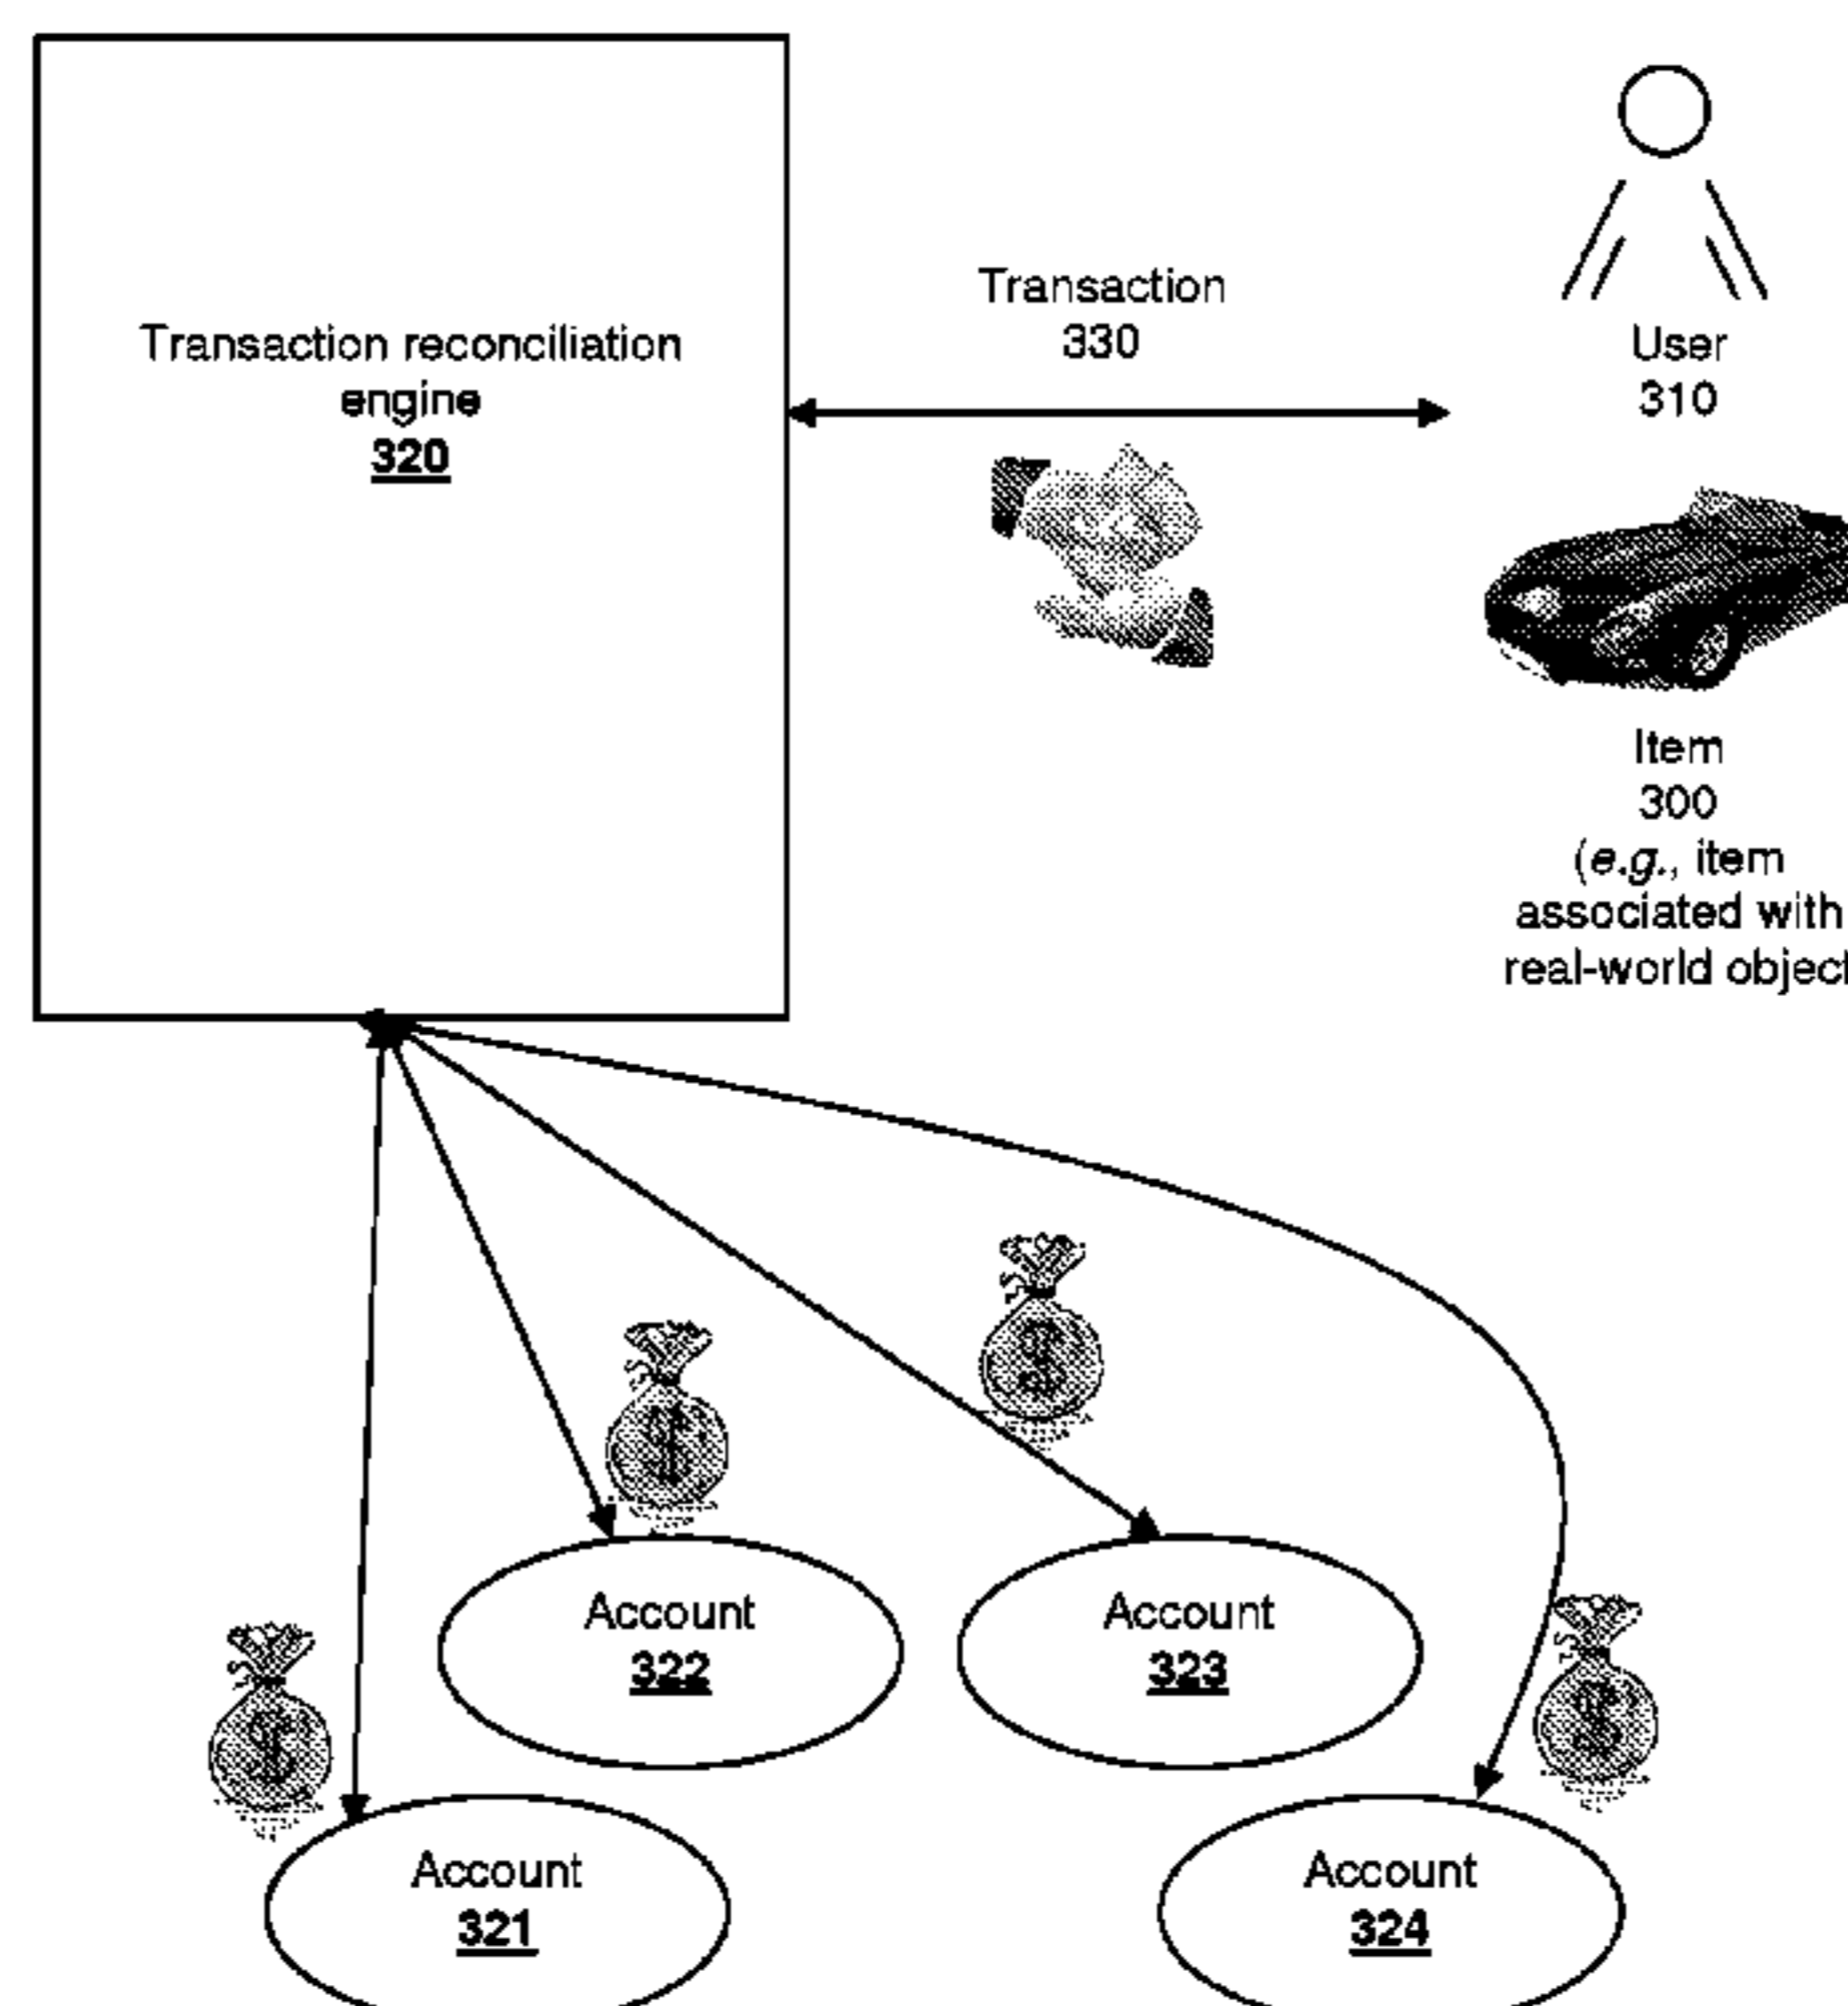 Transaction reconciliation
engine
320
Transaction
330
User
310
Item
300
(e.g., item
associated with
real-world object
Account
322
Account
323
Account
321
Account
324